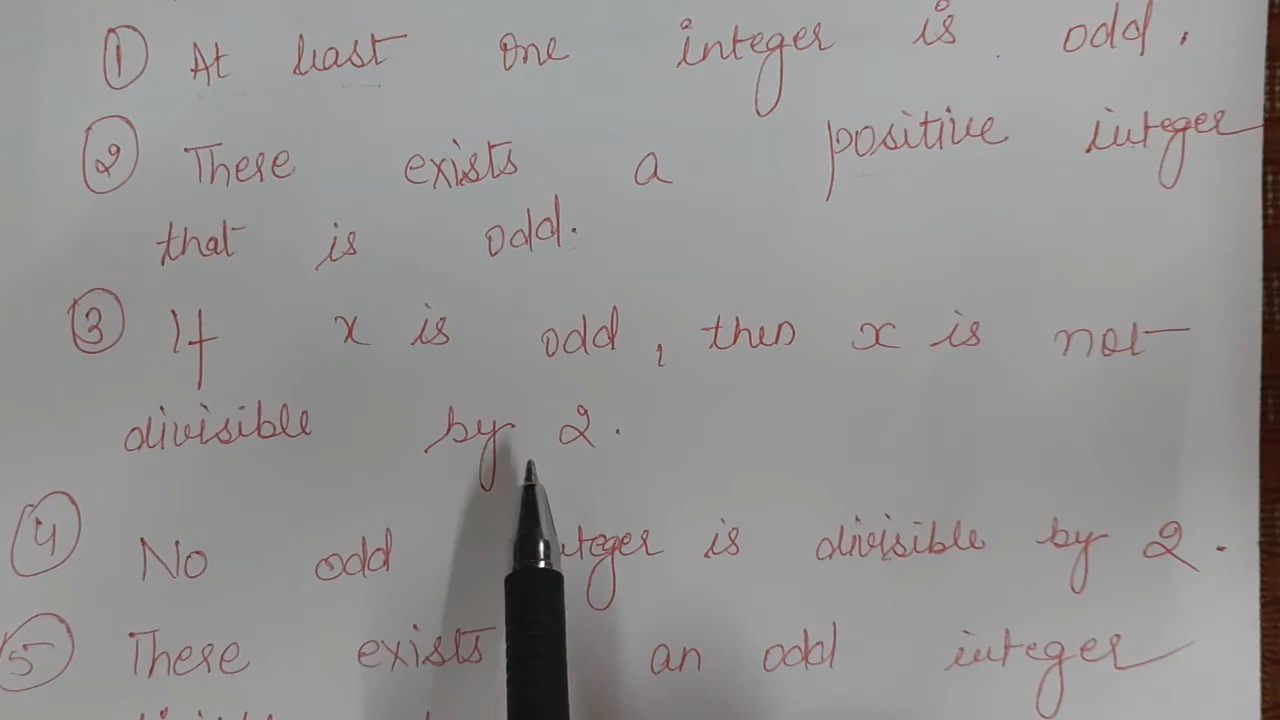 ① At least one integer is odd.
② There exists a positive integer
that is odd.
③ If x is odd, then x is not
divisible by 2.
④ No odd integer is divisible by 2.
⑤ There exists an odd integer